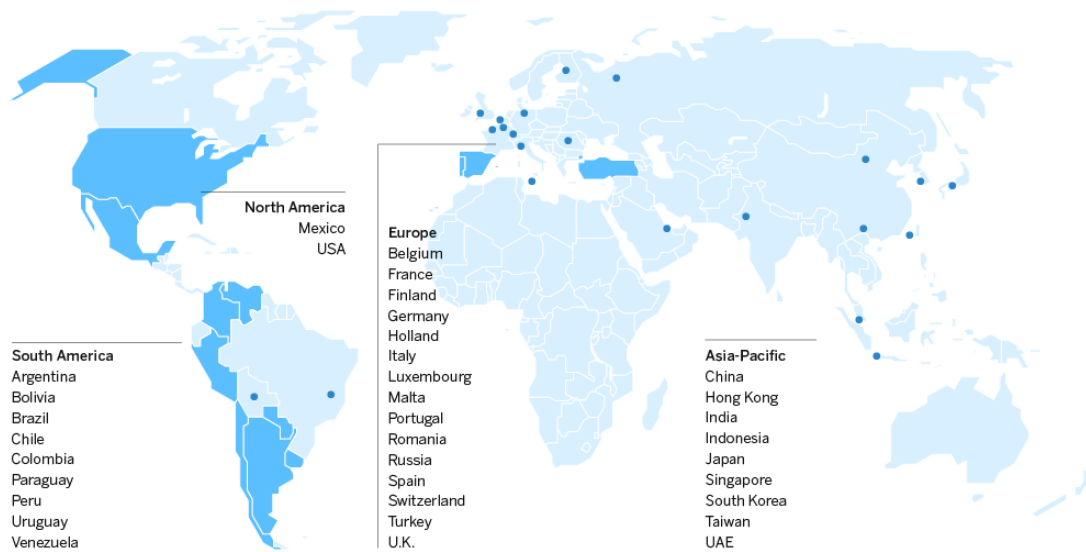 North America
Mexico
USA
South America
Argentina
Bolivia
Brazil
Chile
Colombia
Paraguay
Peru
Uruguay
Venezuela
Europe
Belgium
France
Finland
Germany
Holland
Italy
Luxembourg
Malta
Portugal
Romania
Russia
Spain
Switzerland
Turkey
U.K.
Asia-Pacific
China
Hong Kong
India
Indonesia
Japan
Singapore
South Korea
Taiwan
UAE